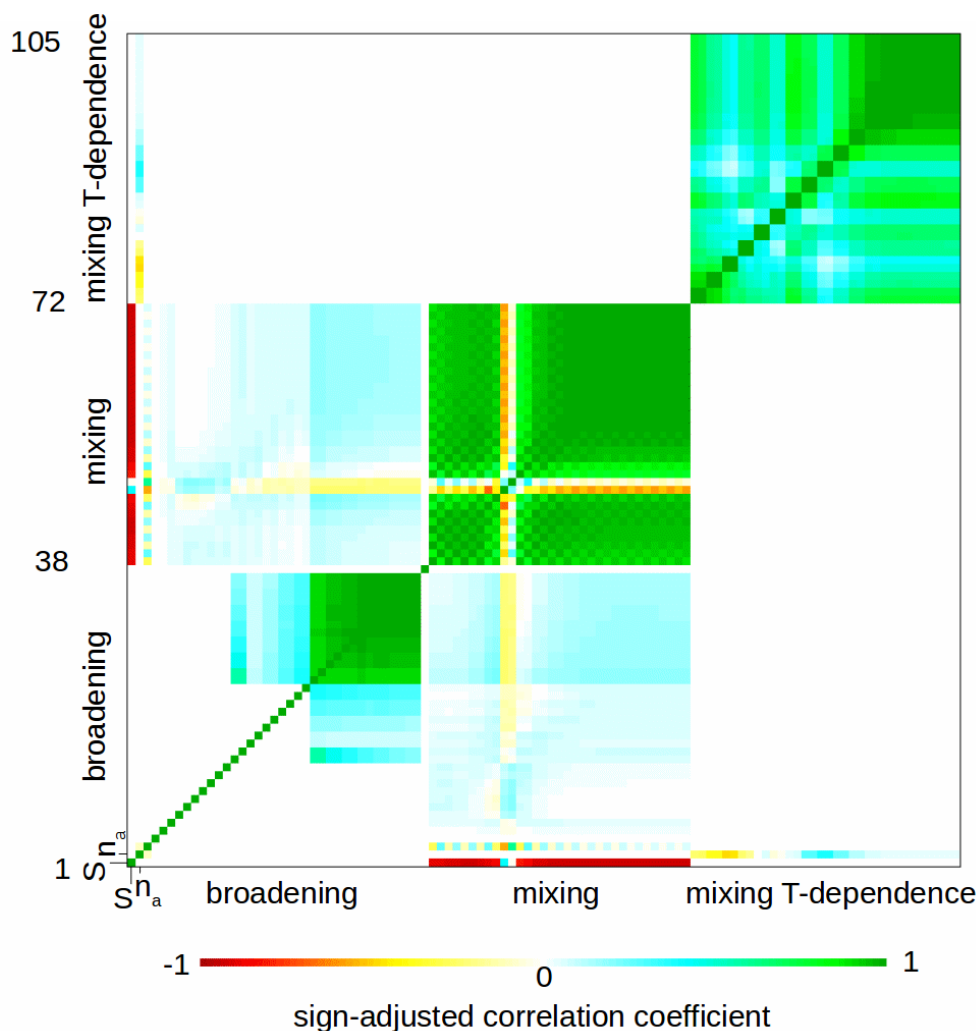 105
mixing T-dependence
72
mixing
38
broadening
n a
S
1
S n a broadening mixing mixing T-dependence
-1 0 1
sign-adjusted correlation coefficient